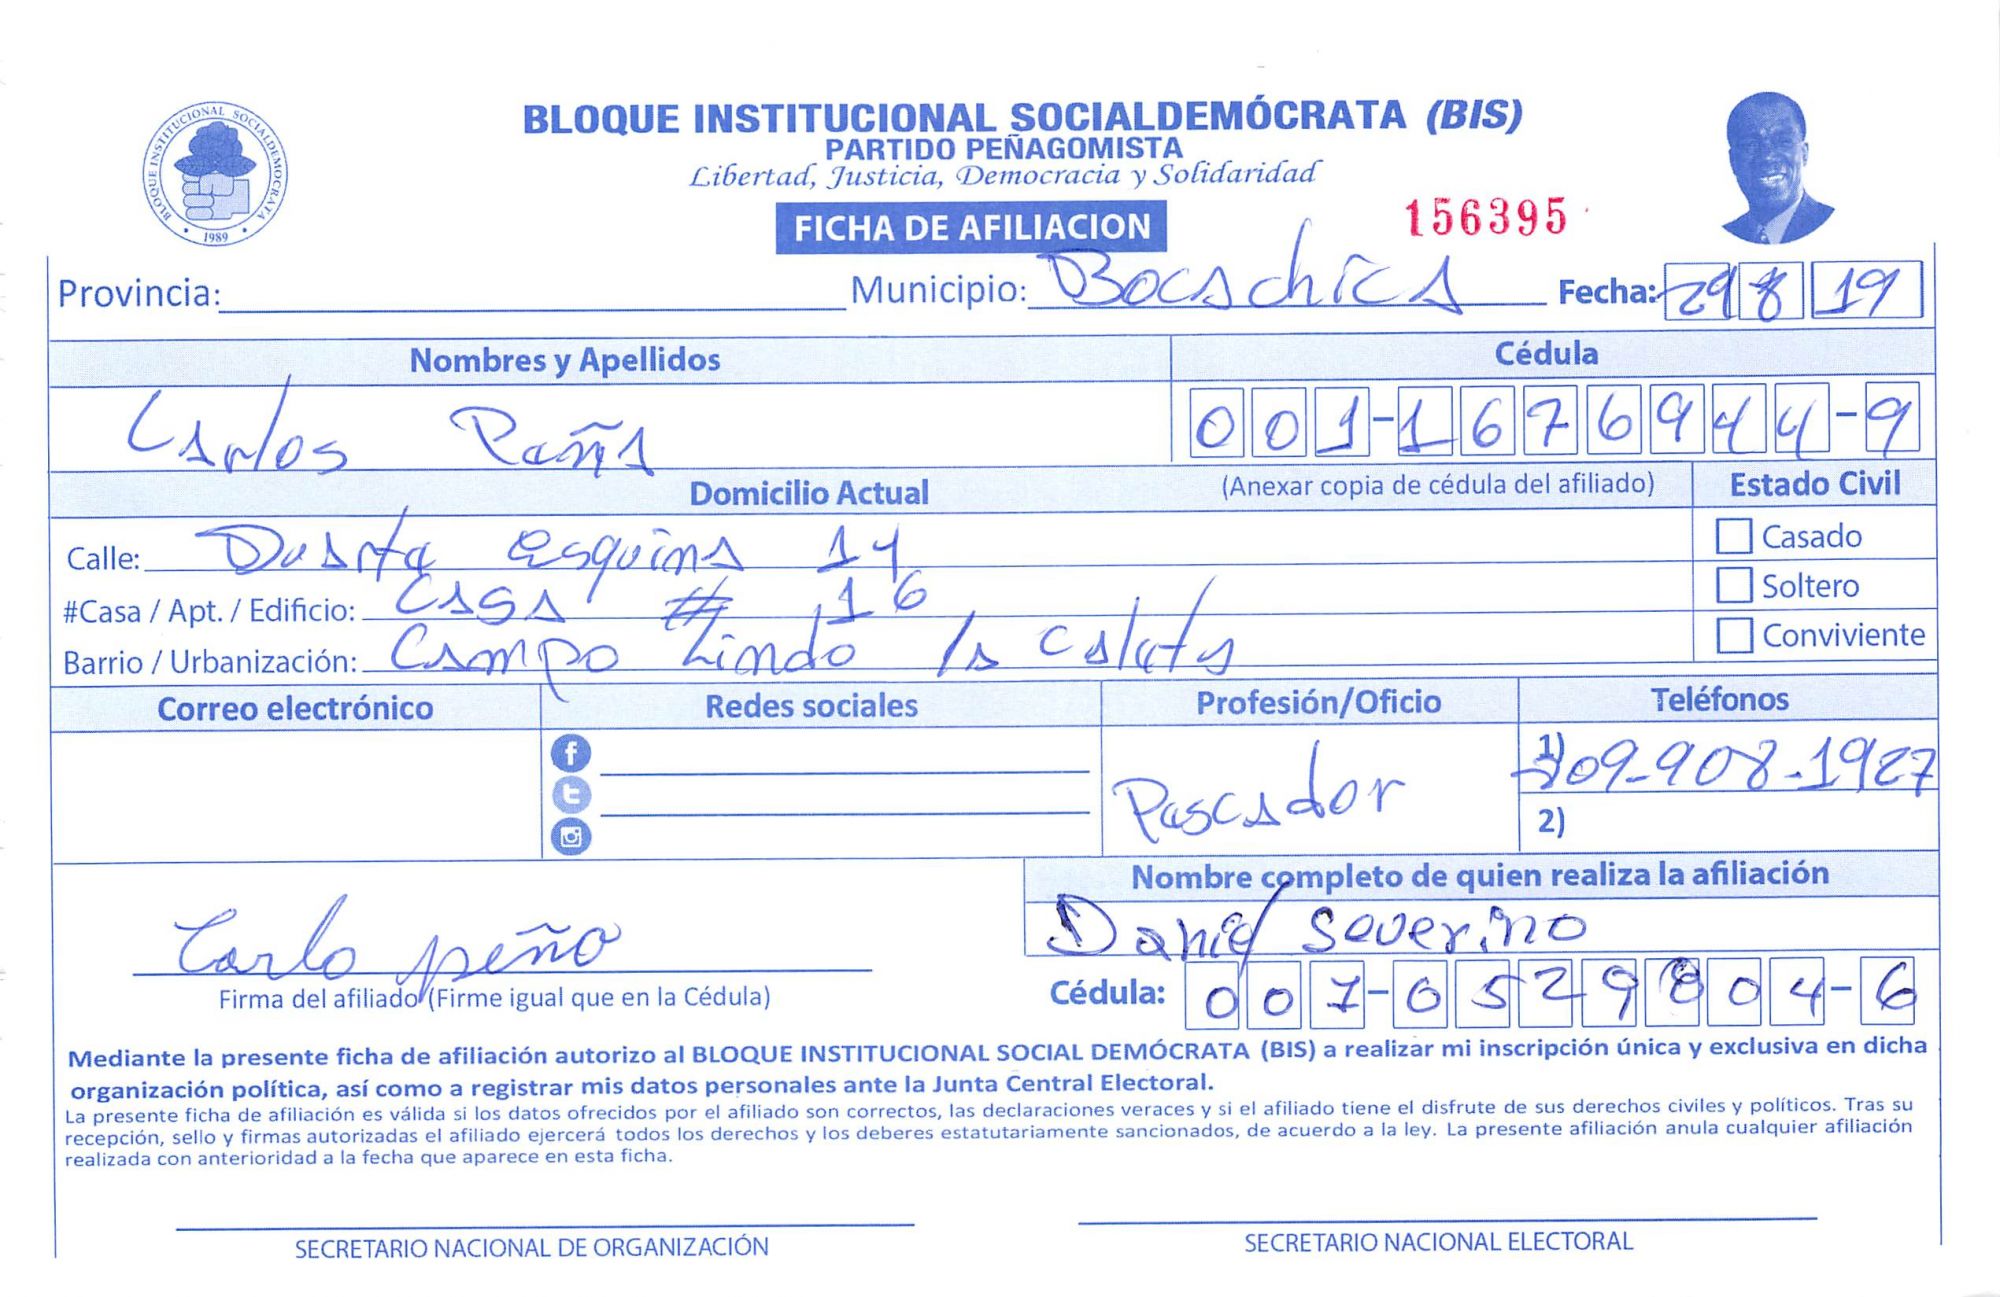 BLOQUE INSTITUCIONAL SOCIALDEMÓCRATA (BIS)
PARTIDO PEÑAGOMISTA
Libertad, Justicia, Democracia y Solidaridad
BLOQUE INSTITUCIONAL SOCIALDEMOCRATA
1989
FICHA DE AFILIACION
156395
Provincia: Municipio: Bocachica Fecha: 29 8 19
Nombres y Apellidos Cédula
Carlos Peña 001-1676944-9
Domicilio Actual (Anexar copia de cédula del afiliado) Estado Civil
Calle: Duarte esquina 14 Casado
#Casa / Apt. / Edificio: Casa # 16 Soltero
Barrio / Urbanización: Campo Lindo la Caleta Conviviente
Correo electrónico Redes sociales Profesión/Oficio Teléfonos
Pescador 1) 809-908-1927
2)
Nombre completo de quien realiza la afiliación
Carlo peño Daniel Severino
Firma del afiliado (Firme igual que en la Cédula) Cédula: 007-0529804-6
Mediante la presente ficha de afiliación autorizo al BLOQUE INSTITUCIONAL SOCIAL DEMÓCRATA (BIS) a realizar mi inscripción única y exclusiva en dicha
organización política, así como a registrar mis datos personales ante la Junta Central Electoral.
La presente ficha de afiliación es válida si los datos ofrecidos por el afiliado son correctos, las declaraciones veraces y si el afiliado tiene el disfrute de sus derechos civiles y políticos. Tras su
recepción, sello y firmas autorizadas el afiliado ejercerá todos los derechos y los deberes estatutariamente sancionados, de acuerdo a la ley. La presente afiliación anula cualquier afiliación
realizada con anterioridad a la fecha que aparece en esta ficha.
SECRETARIO NACIONAL DE ORGANIZACIÓN SECRETARIO NACIONAL ELECTORAL